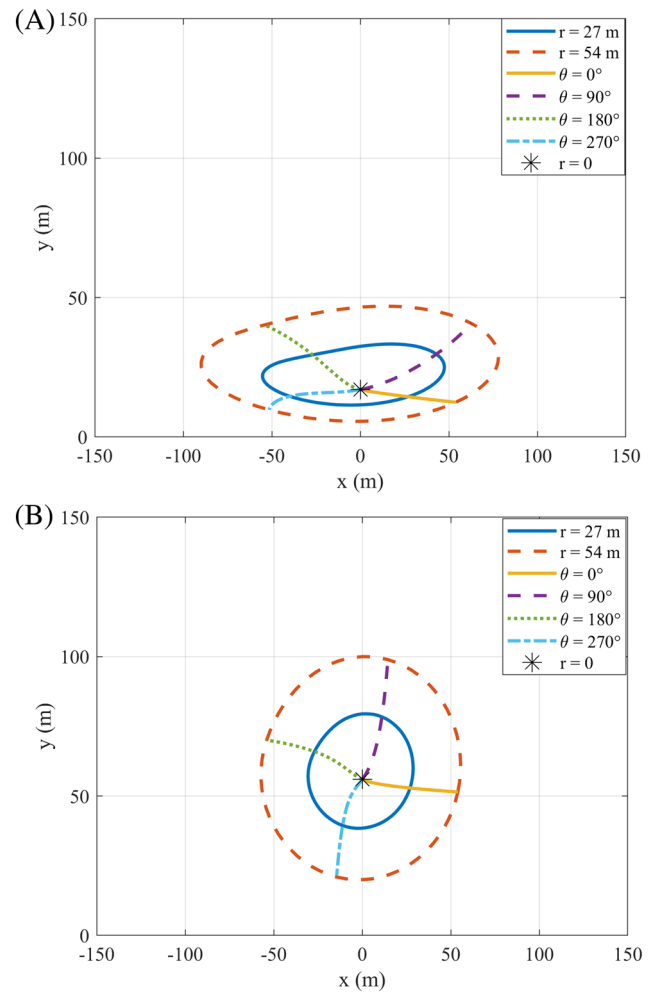 (A)
150
100
50
0
y (m)
-150 -100 -50 0 50 100 150
x (m)
r = 27 m
r = 54 m
θ = 0°
θ = 90°
θ = 180°
θ = 270°
r = 0
(B)
150
100
50
0
y (m)
-150 -100 -50 0 50 100 150
x (m)
r = 27 m
r = 54 m
θ = 0°
θ = 90°
θ = 180°
θ = 270°
r = 0